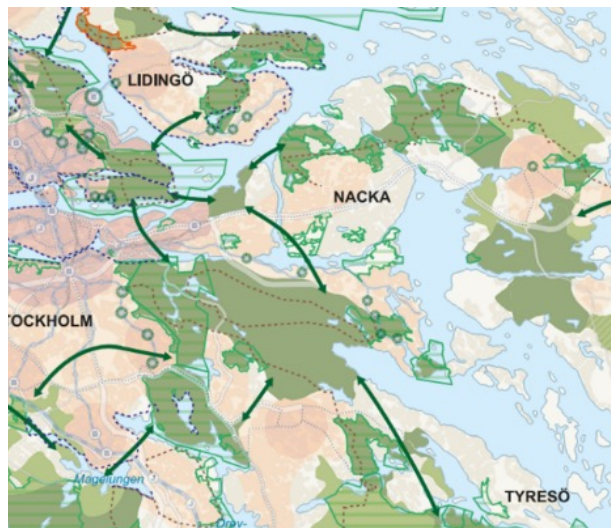 LIDINGÖ
NACKA
TOCKHOLM
Magelungen
TYRESÖ
Drev-